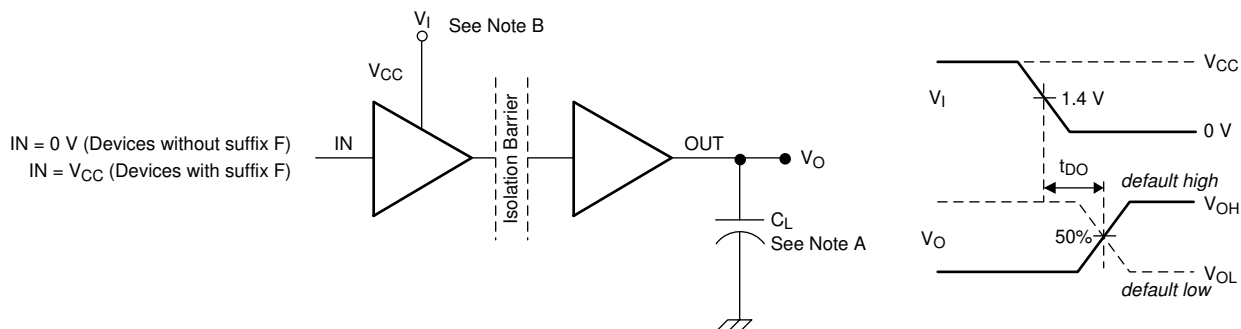 V_I
See Note B
V_CC
IN = 0 V (Devices without suffix F)
IN = V_CC (Devices with suffix F)
IN
Isolation Barrier
OUT
V_O
C_L
See Note A
V_I
V_CC
1.4 V
0 V
t_DO
default high
V_OH
V_O
50%
V_OL
default low